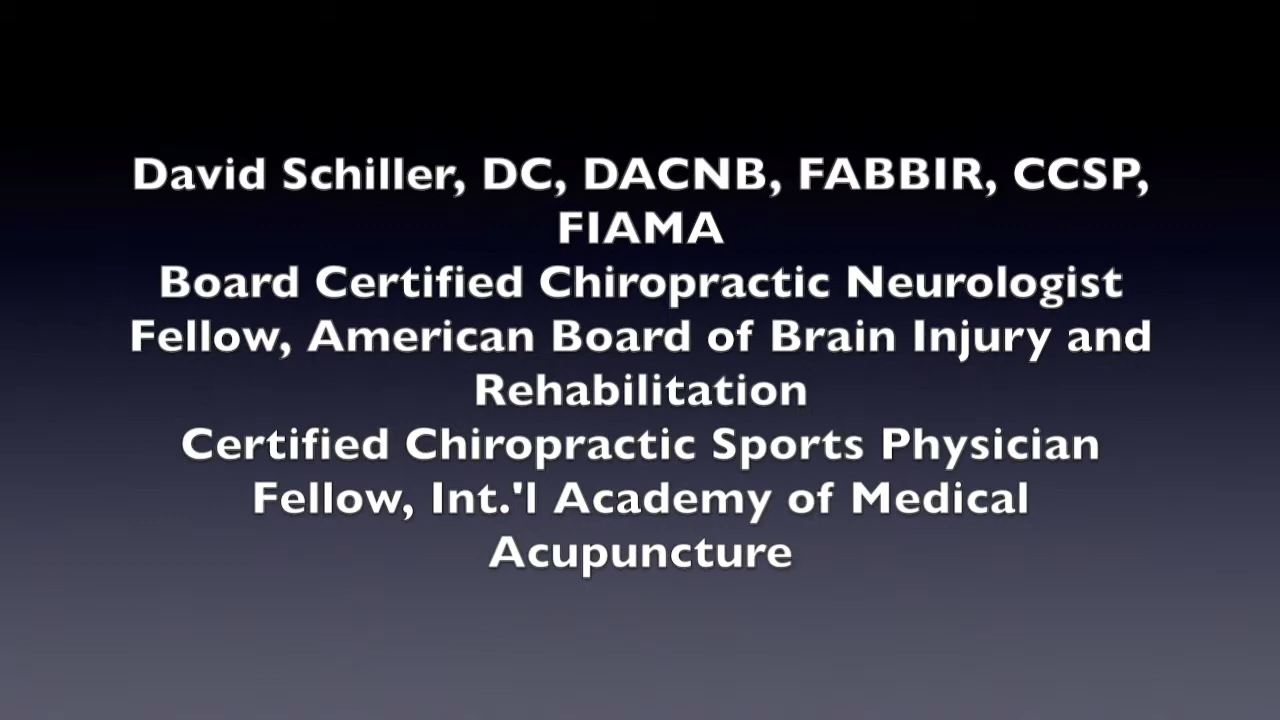 David Schiller, DC, DACNB, FABBIR, CCSP,
FIAMA
Board Certified Chiropractic Neurologist
Fellow, American Board of Brain Injury and
Rehabilitation
Certified Chiropractic Sports Physician
Fellow, Int.'l Academy of Medical
Acupuncture